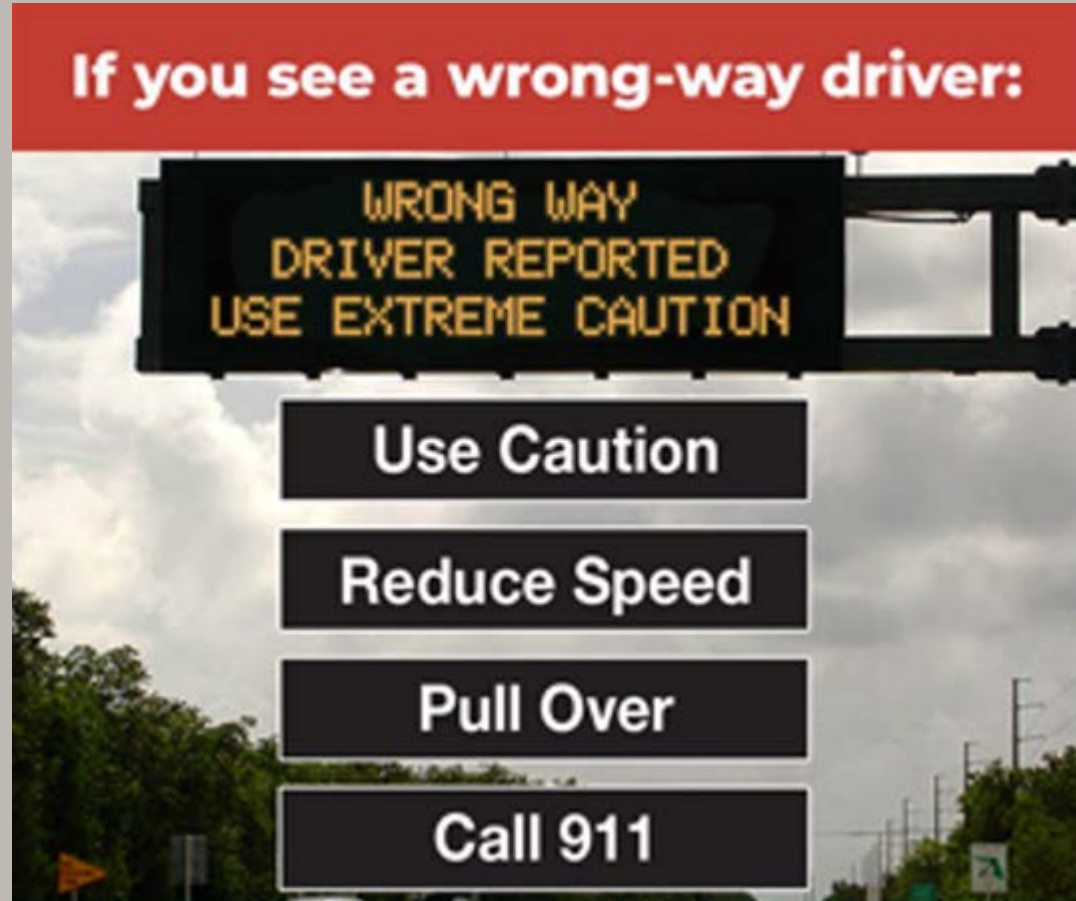 If you see a wrong-way driver:
WRONG WAY
DRIVER REPORTED
USE EXTREME CAUTION
Use Caution
Reduce Speed
Pull Over
Call 911